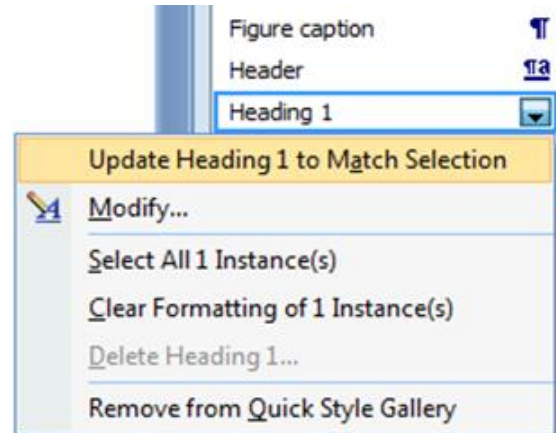 Figure caption ¶
Header ¶a
Heading 1
Update Heading 1 to Match Selection
Modify...
Select All 1 Instance(s)
Clear Formatting of 1 Instance(s)
Delete Heading 1...
Remove from Quick Style Gallery